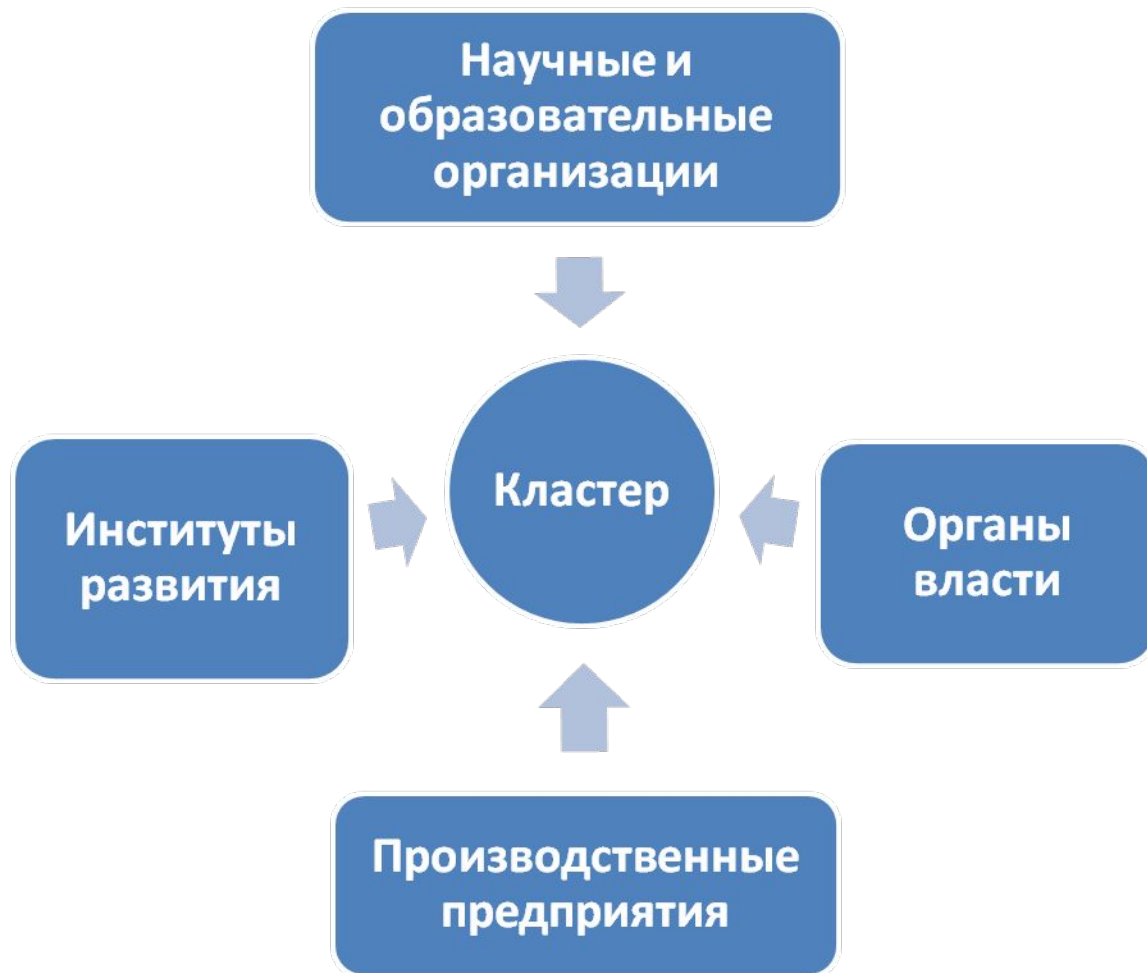 Научные и
образовательные
организации
Кластер
Институты
развития
Органы
власти
Производственные
предприятия